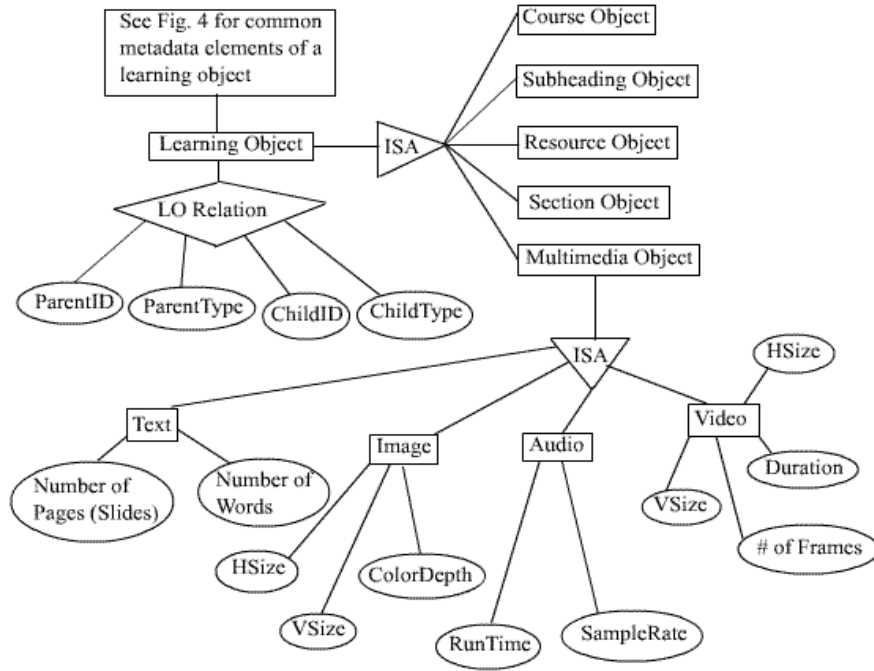 See Fig. 4 for common
metadata elements of a
learning object
Course Object
Subheading Object
Learning Object
ISA
Resource Object
LO Relation
Section Object
Multimedia Object
ParentID
ParentType
ChildID
ChildType
ISA
HSize
Text
Image
Audio
Video
Number of
Pages (Slides)
Number of
Words
VSize
Duration
# of Frames
HSize
ColorDepth
VSize
RunTime
SampleRate